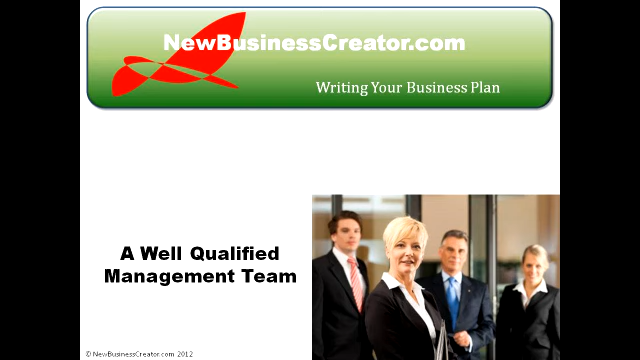 NewBusinessCreator.com
Writing Your Business Plan
A Well Qualified
Management Team
© NewBusinessCreator.com 2012